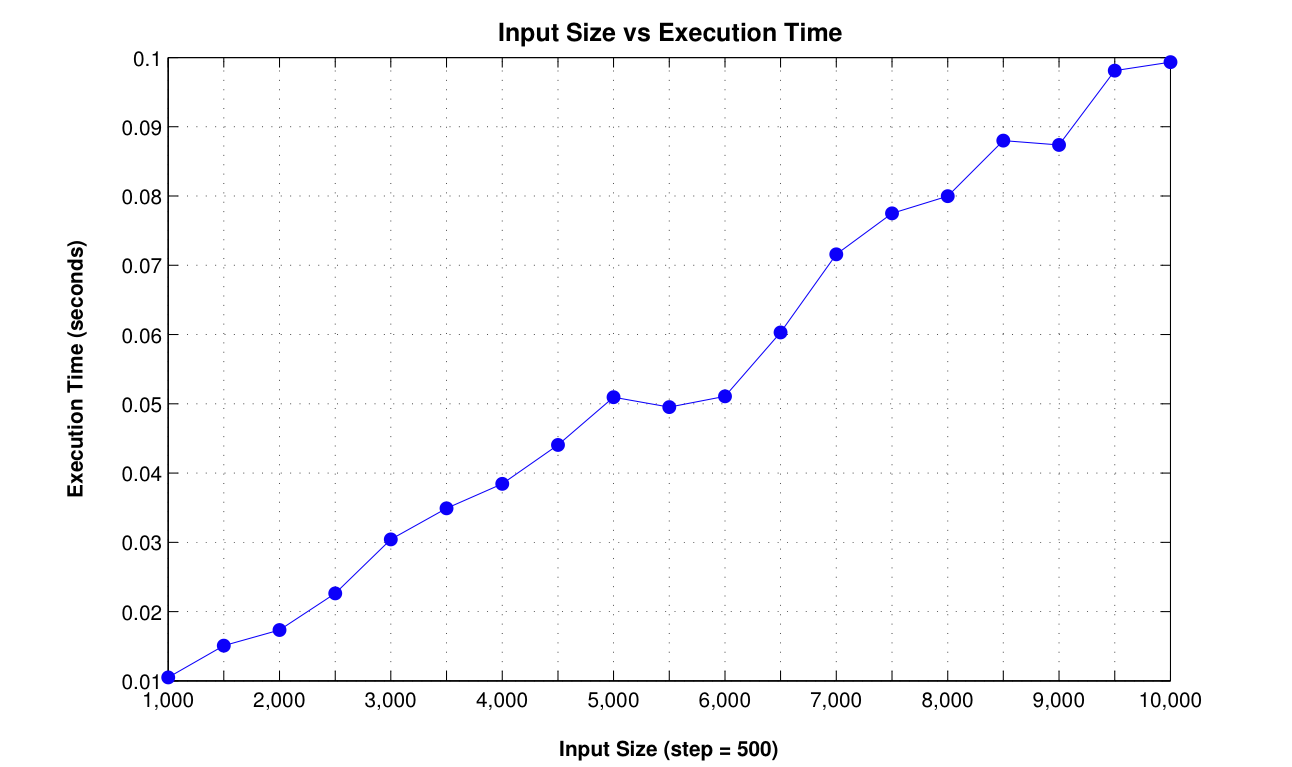 Input Size vs Execution Time
0.1
0.09
0.08
0.07
0.06
0.05
0.04
0.03
0.02
0.01
Execution Time (seconds)
1,000 2,000 3,000 4,000 5,000 6,000 7,000 8,000 9,000 10,000
Input Size (step = 500)